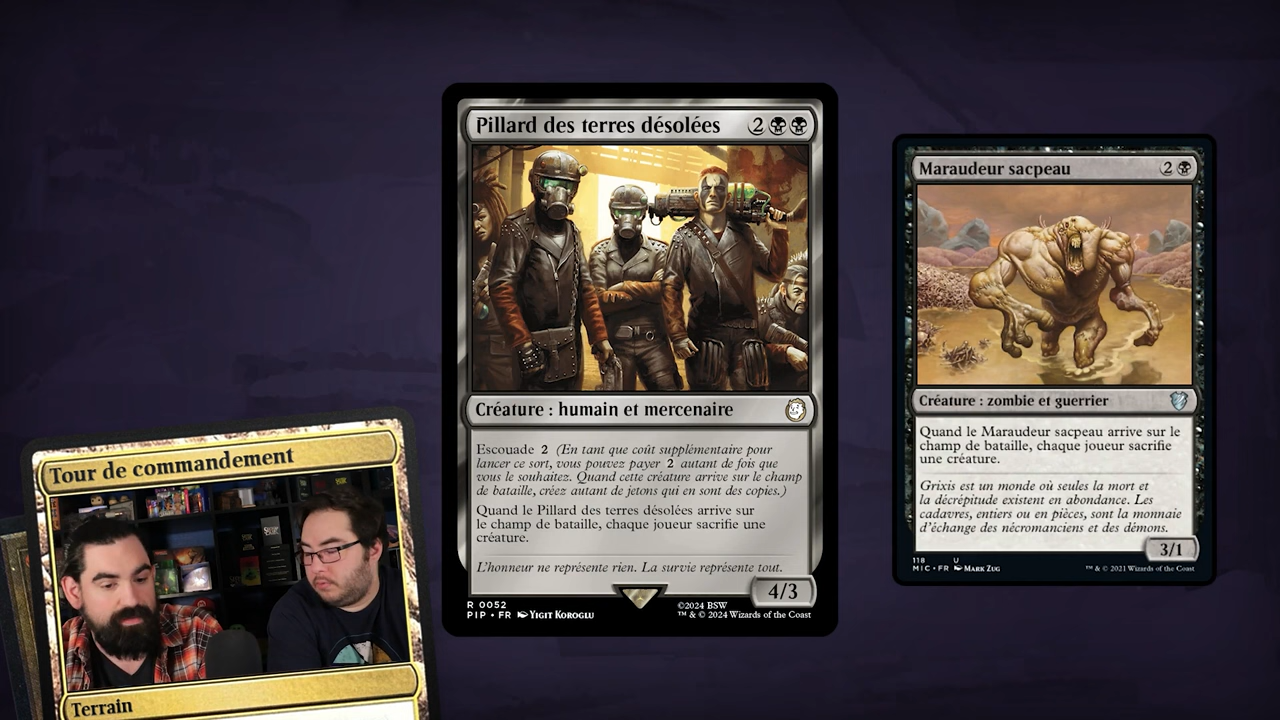 Pillard des terres désolées 2
Créature : humain et mercenaire
Escouade 2 (En tant que coût supplémentaire pour
lancer ce sort, vous pouvez payer 2 autant de fois que
vous le souhaitez. Quand cette créature arrive sur le champ
de bataille, créez autant de jetons qui en sont des copies.)
Quand le Pillard des terres désolées arrive sur
le champ de bataille, chaque joueur sacrifie une
créature.
L'honneur ne représente rien. La survie représente tout.
4/3
R 0052
PIP • FR Yigit Koroglu
©2024 BSW
™ & © 2024 Wizards of the Coast
Maraudeur sacpeau 2
Créature : zombie et guerrier
Quand le Maraudeur sacpeau arrive sur le
champ de bataille, chaque joueur sacrifie
une créature.
Grixis est un monde où seules la mort et
la décrépitude existent en abondance. Les
cadavres, entiers ou en pièces, sont la monnaie
d'échange des nécromanciens et des démons.
3/1
118 U
MIC • FR Mark Zug
™ & © 2021 Wizards of the Coast
Tour de commandement
Terrain